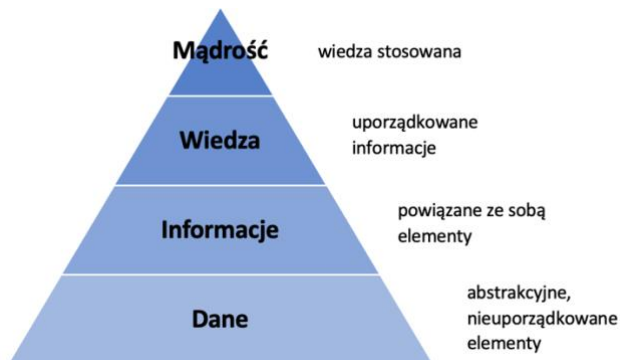 Mądrość
wiedza stosowana
Wiedza
uporządkowane
informacje
Informacje
powiązane ze sobą
elementy
Dane
abstrakcyjne,
nieuporządkowane
elementy